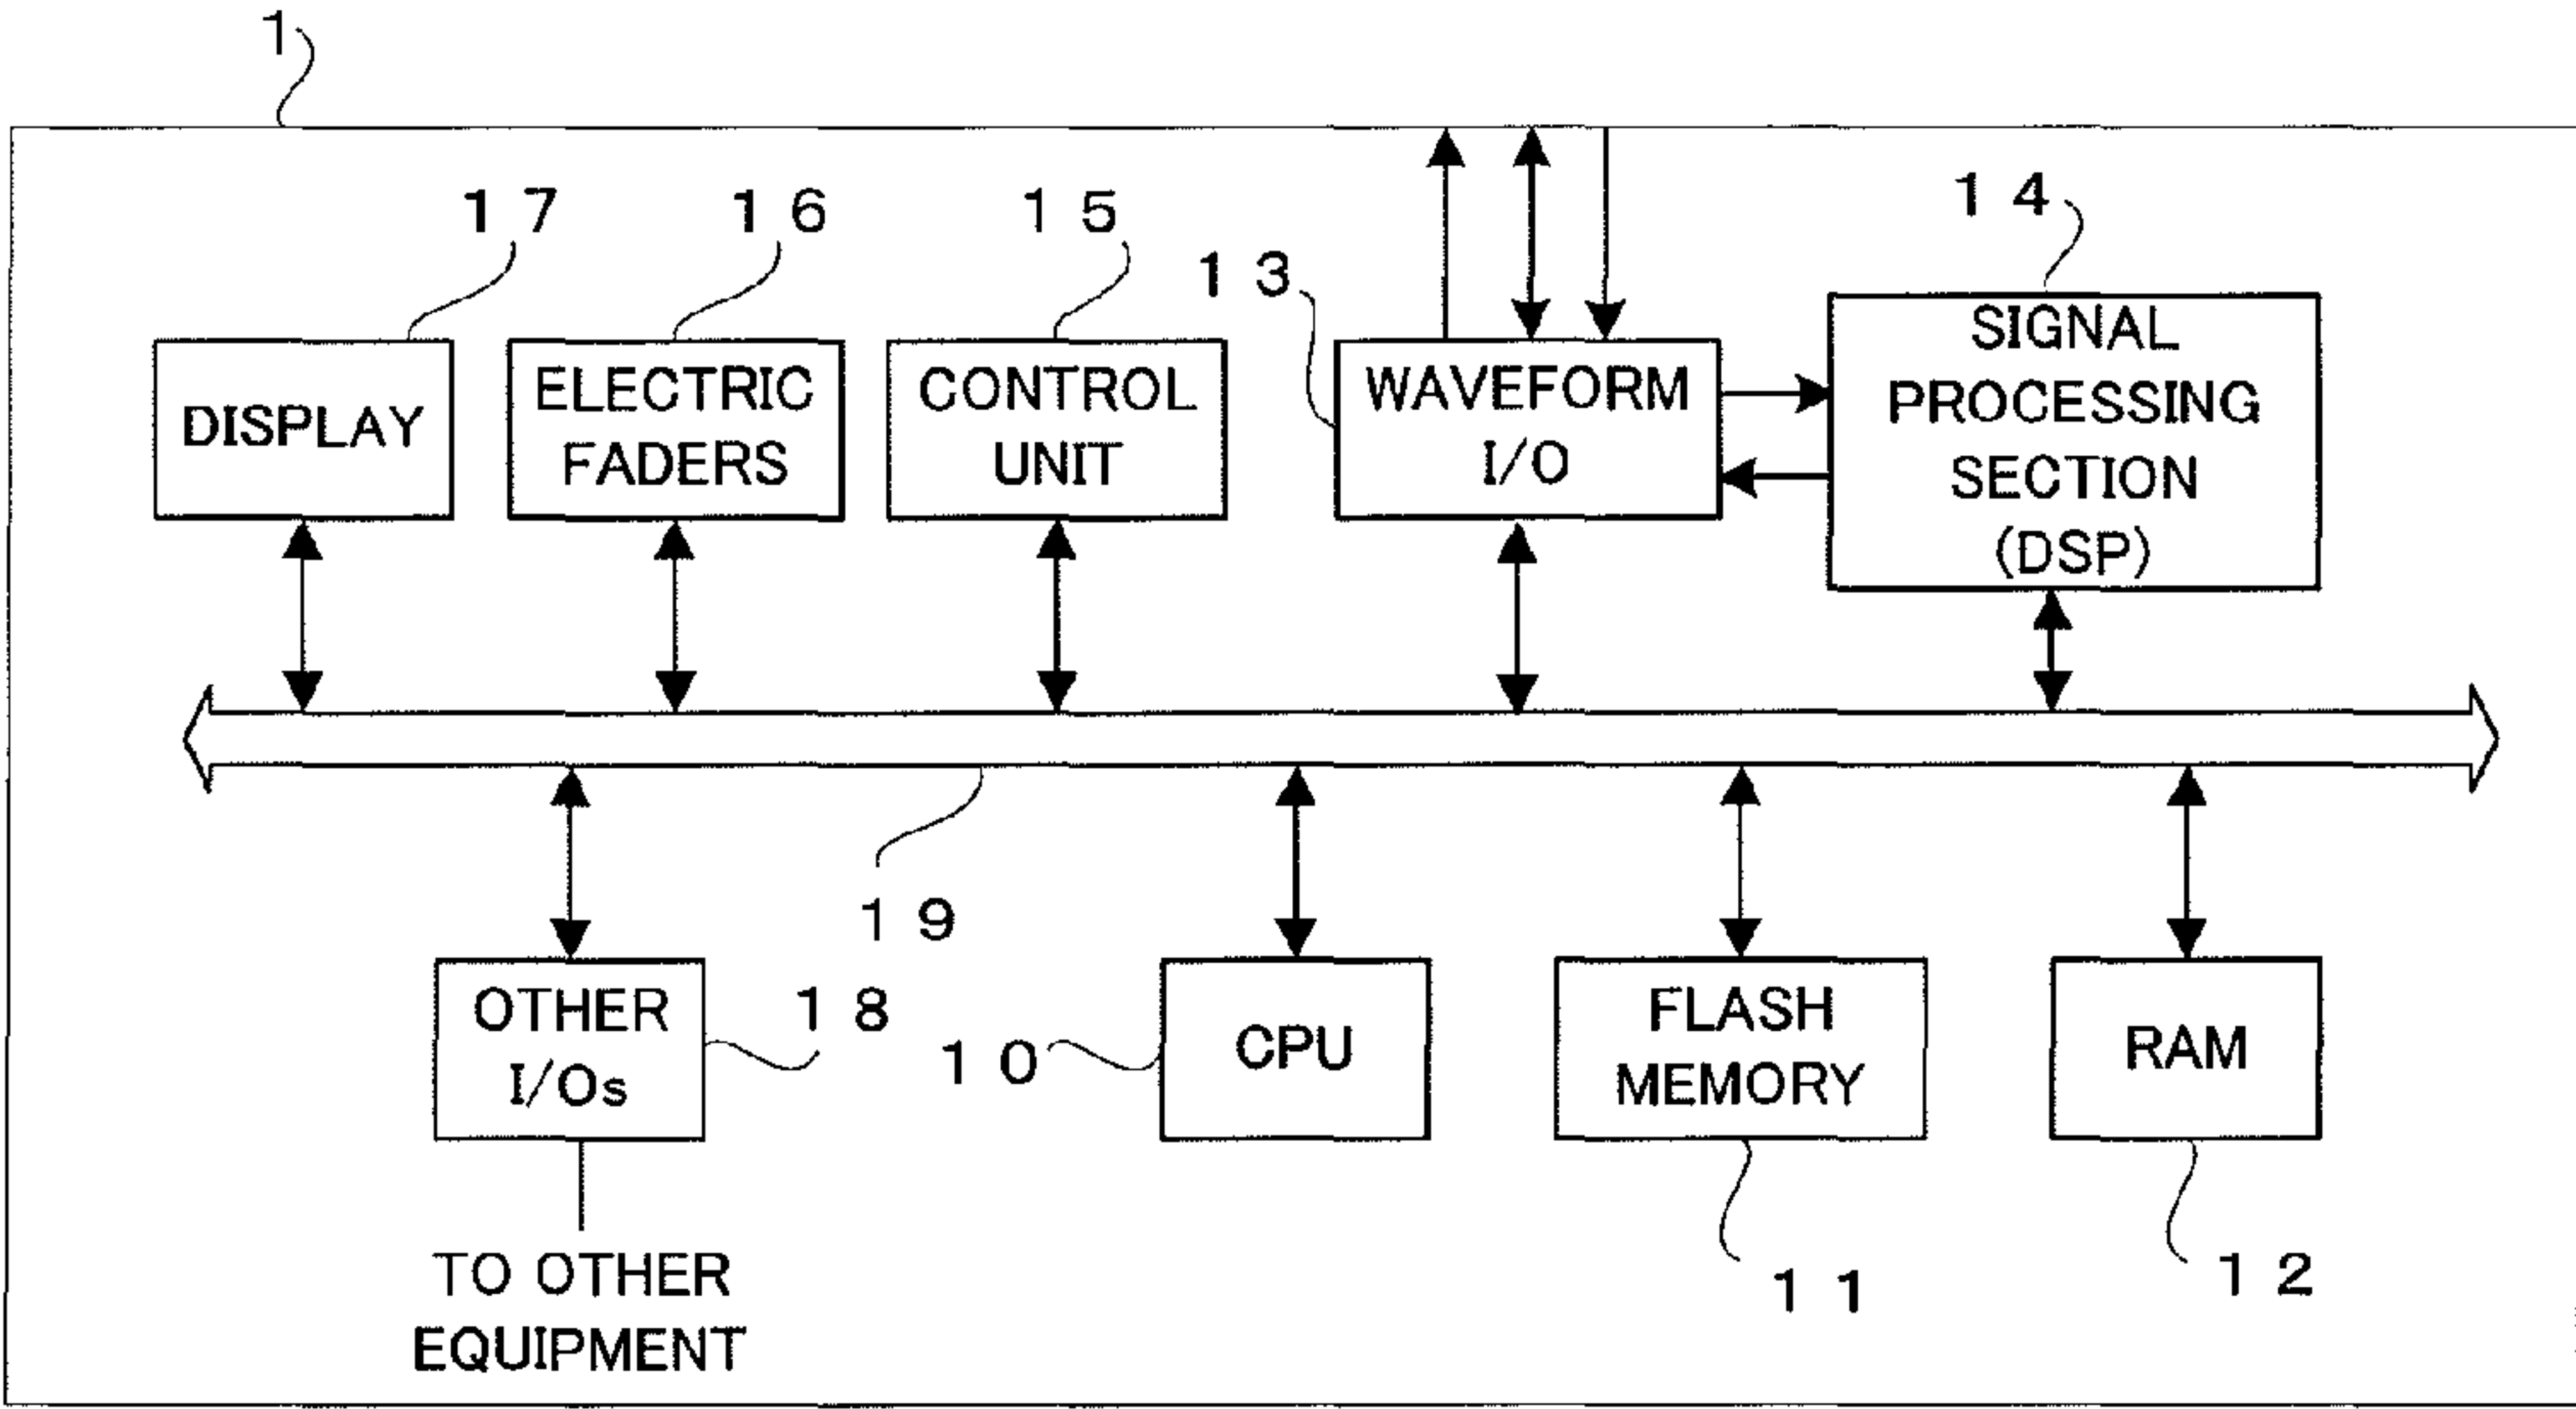 1
17
16
15
13
14
DISPLAY
ELECTRIC
FADERS
CONTROL
UNIT
WAVEFORM
I/O
SIGNAL
PROCESSING
SECTION
(DSP)
19
OTHER
I/Os
18
10
CPU
FLASH
MEMORY
RAM
TO OTHER
EQUIPMENT
11
12